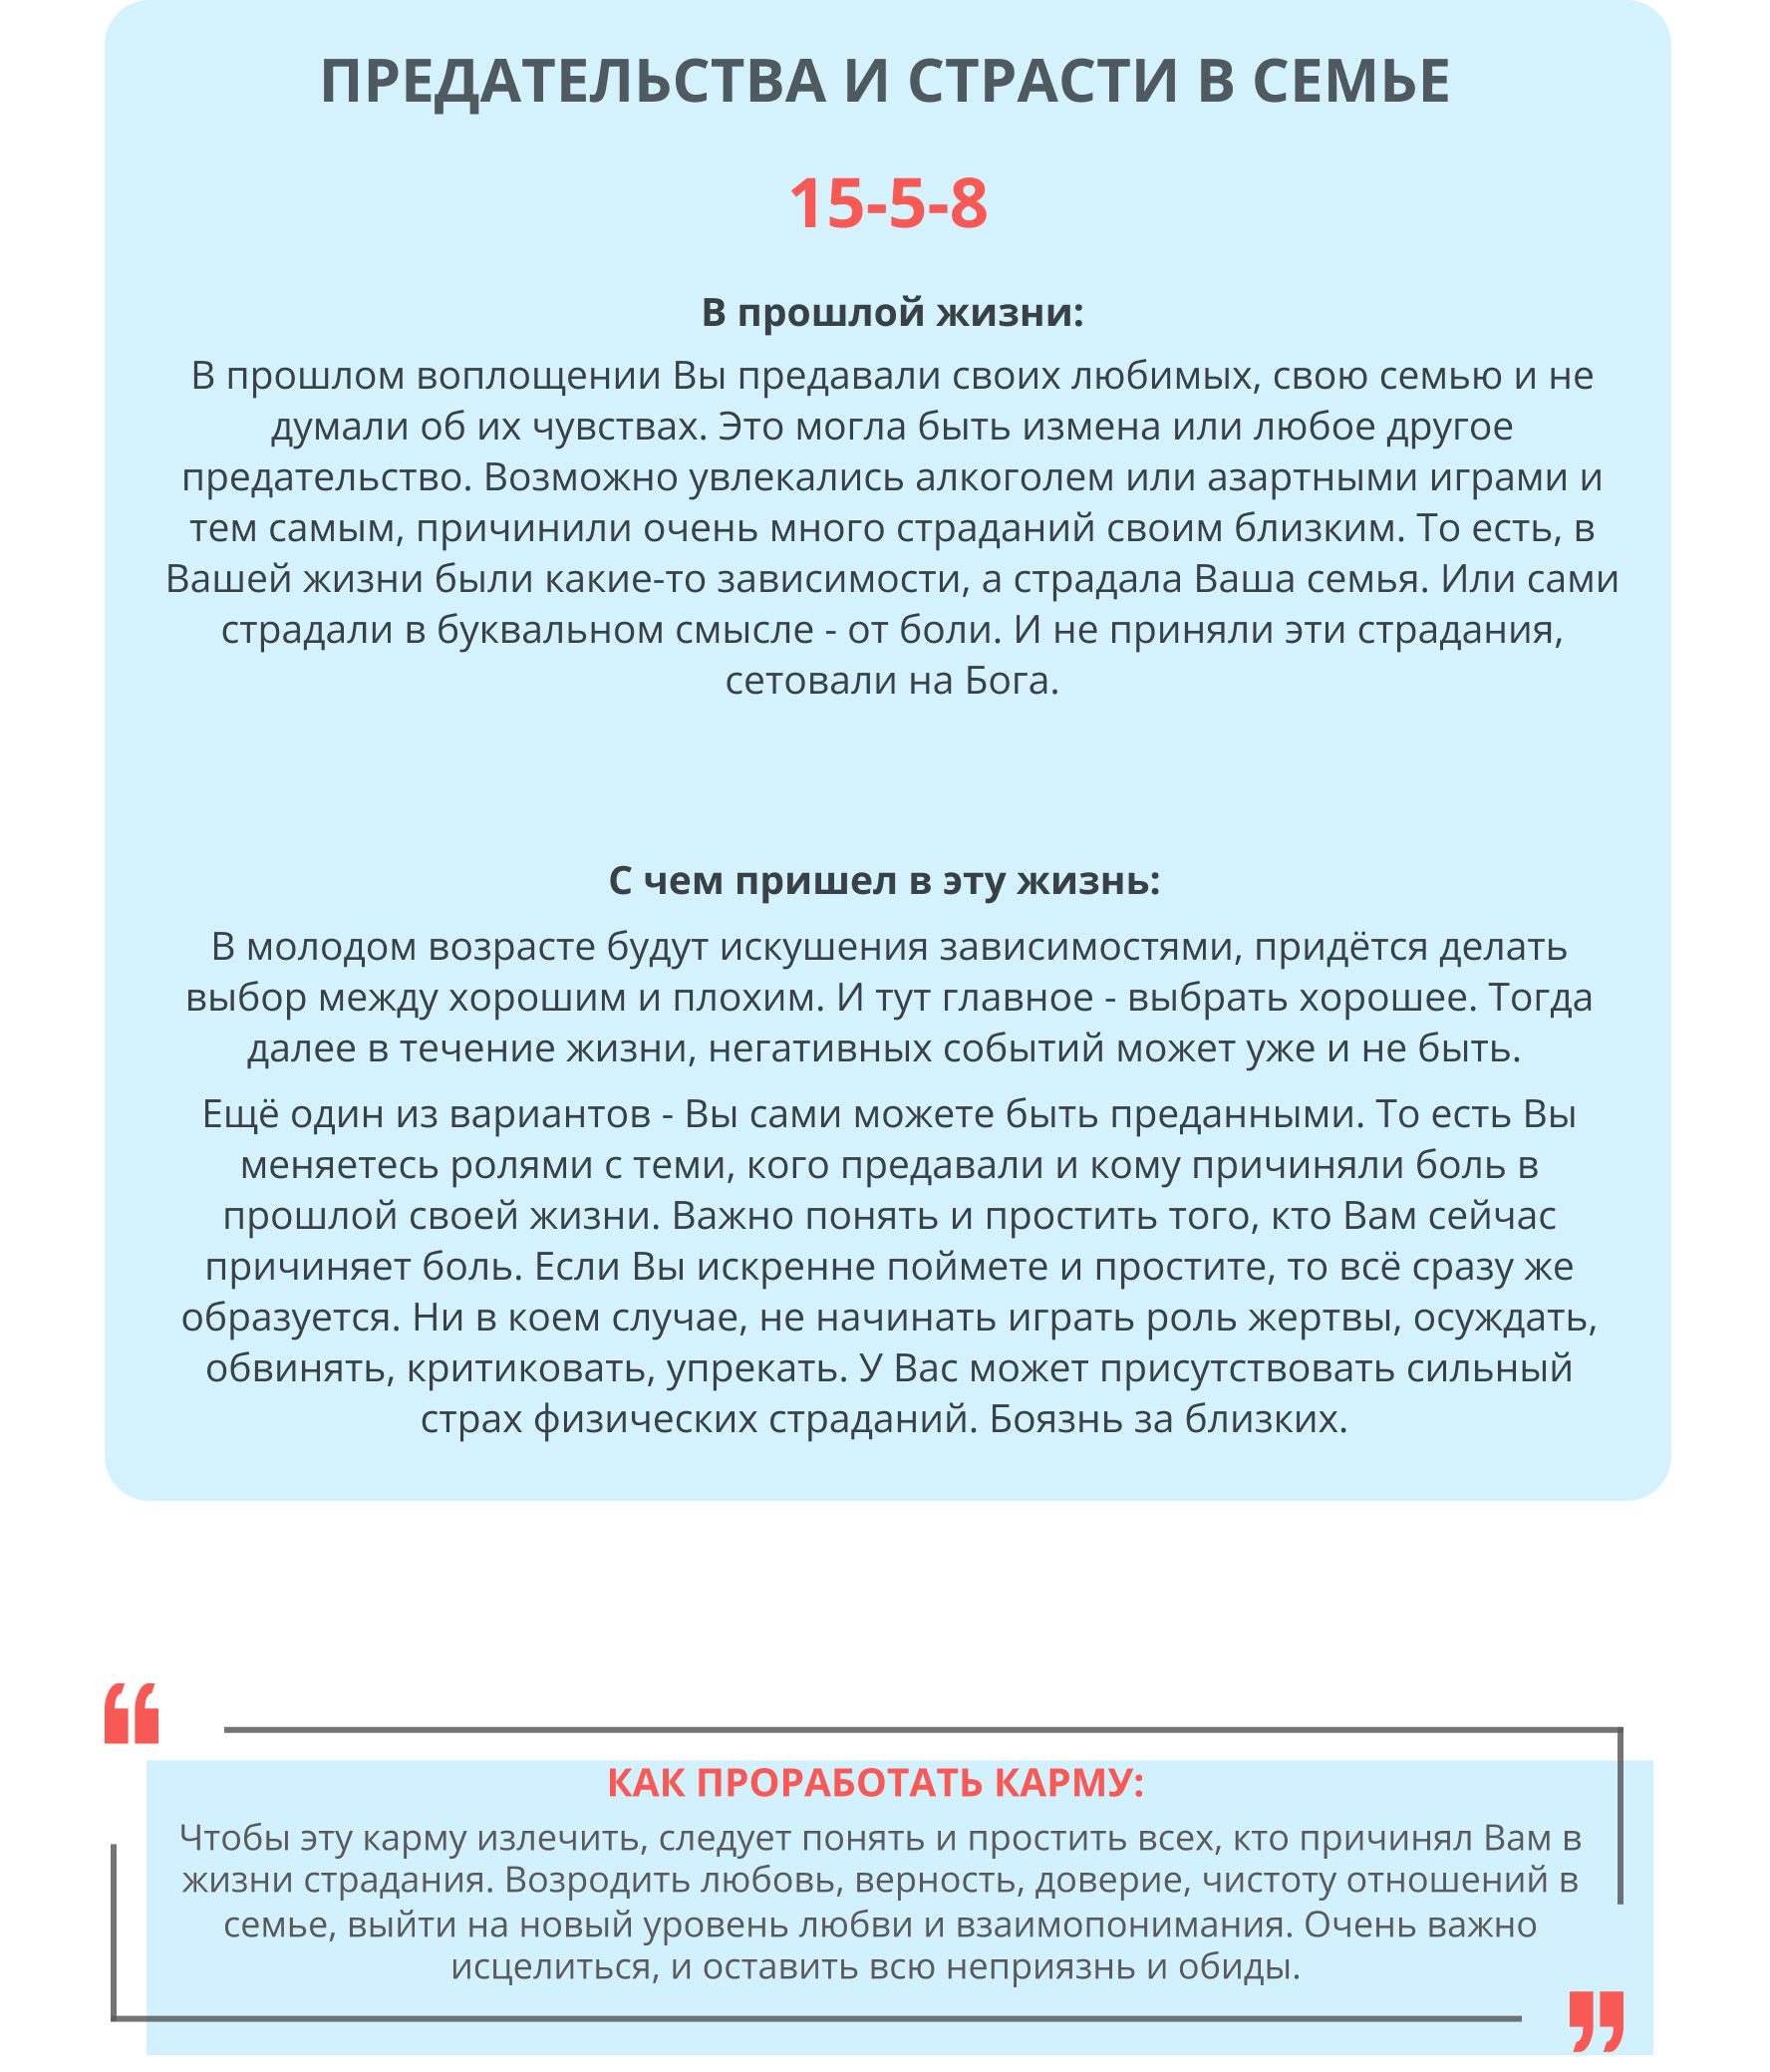 ПРЕДАТЕЛЬСТВА И СТРАСТИ В СЕМЬЕ
15-5-8
В прошлой жизни:
В прошлом воплощении Вы предавали своих любимых, свою семью и не
думали об их чувствах. Это могла быть измена или любое другое
предательство. Возможно увлекались алкоголем или азартными играми и
тем самым, причинили очень много страданий своим близким. То есть, в
Вашей жизни были какие-то зависимости, а страдала Ваша семья. Или сами
страдали в буквальном смысле - от боли. И не приняли эти страдания,
сетовали на Бога.
С чем пришел в эту жизнь:
В молодом возрасте будут искушения зависимостями, придётся делать
выбор между хорошим и плохим. И тут главное - выбрать хорошее. Тогда
далее в течение жизни, негативных событий может уже и не быть.
Ещё один из вариантов - Вы сами можете быть преданными. То есть Вы
меняетесь ролями с теми, кого предавали и кому причиняли боль в
прошлой своей жизни. Важно понять и простить того, кто Вам сейчас
причиняет боль. Если Вы искренне поймете и простите, то всё сразу же
образуется. Ни в коем случае, не начинать играть роль жертвы, осуждать,
обвинять, критиковать, упрекать. У Вас может присутствовать сильный
страх физических страданий. Боязнь за близких.
“
КАК ПРОРАБОТАТЬ КАРМУ:
Чтобы эту карму излечить, следует понять и простить всех, кто причинял Вам в
жизни страдания. Возродить любовь, верность, доверие, чистоту отношений в
семье, выйти на новый уровень любви и взаимопонимания. Очень важно
исцелиться, и оставить всю неприязнь и обиды.
”